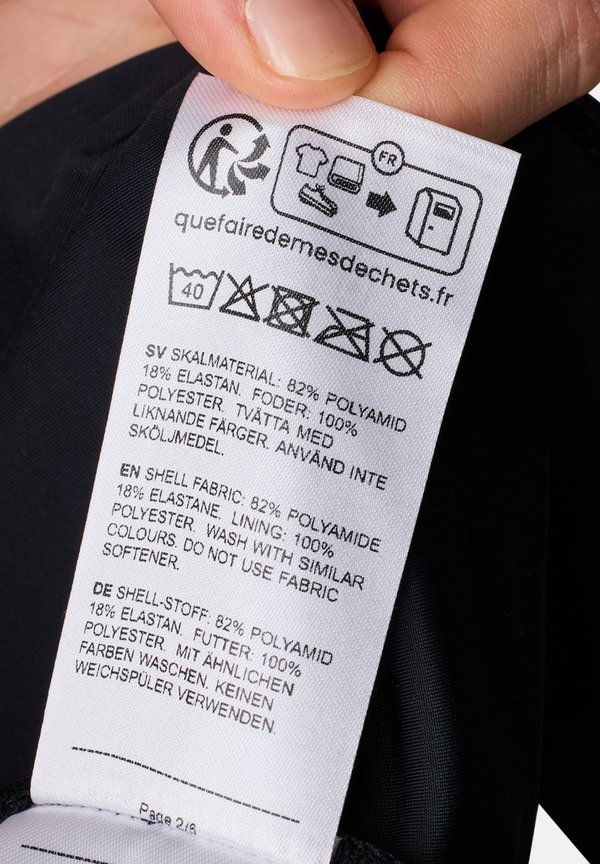 FR
quefairedemesdechets.fr
40
SV SKALMATERIAL: 82% POLYAMID
18% ELASTAN. FODER: 100%
POLYESTER. TVÄTTA MED
LIKNANDE FÄRGER. ANVÄND INTE
SKÖLJMEDEL.
EN SHELL FABRIC: 82% POLYAMIDE
18% ELASTANE. LINING: 100%
POLYESTER. WASH WITH SIMILAR
COLOURS. DO NOT USE FABRIC
SOFTENER.
DE SHELL-STOFF: 82% POLYAMID
18% ELASTAN. FUTTER: 100%
POLYESTER. MIT ÄHNLICHEN
FARBEN WASCHEN. KEINEN
WEICHSPÜLER VERWENDEN.
Page 2/6